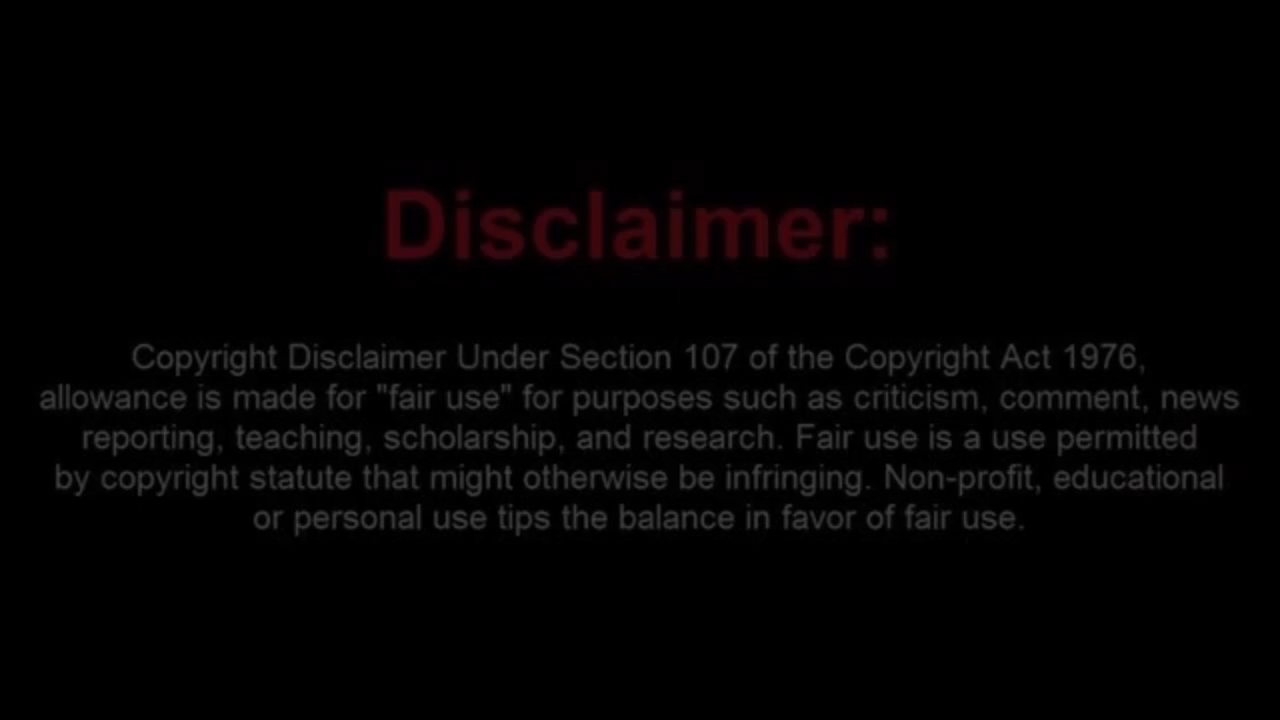 Disclaimer:
Copyright Disclaimer Under Section 107 of the Copyright Act 1976,
allowance is made for "fair use" for purposes such as criticism, comment, news
reporting, teaching, scholarship, and research. Fair use is a use permitted
by copyright statute that might otherwise be infringing. Non-profit, educational
or personal use tips the balance in favor of fair use.